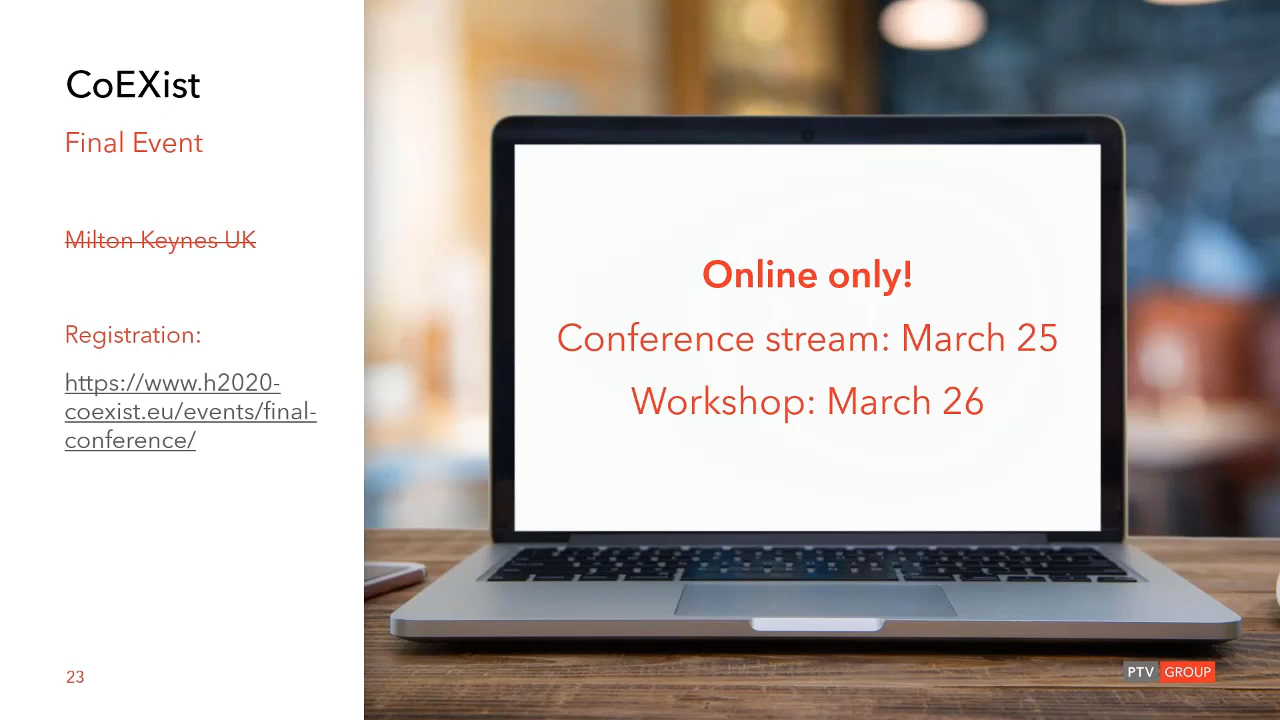 CoEXist
Final Event
Milton Keynes UK
Registration:
https://www.h2020-
coexist.eu/events/final-
conference/
23
Online only!
Conference stream: March 25
Workshop: March 26
PTV GROUP